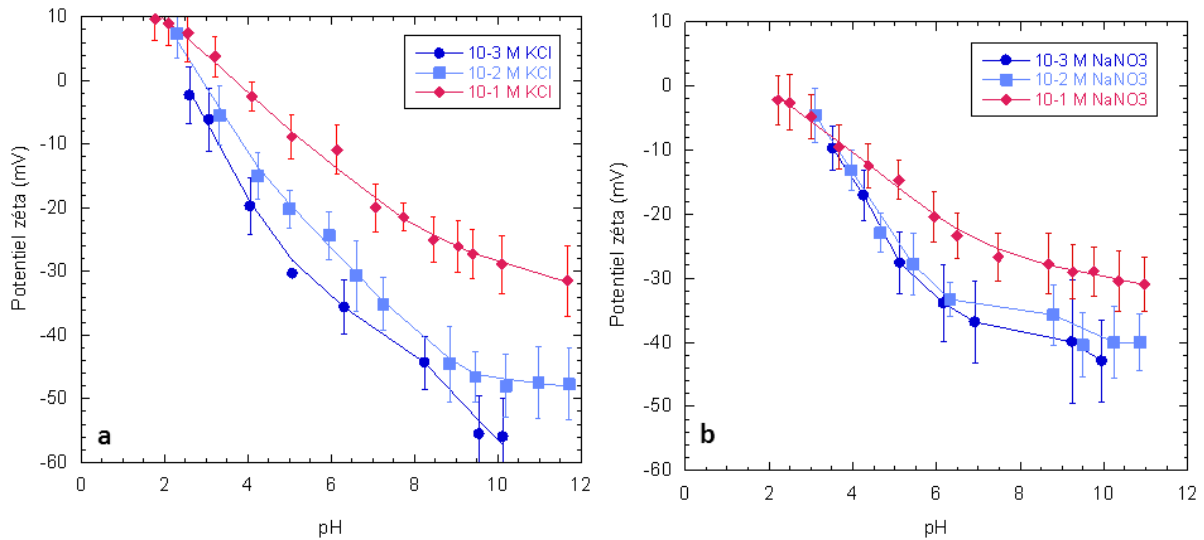 10
0
-10
-20
-30
-40
-50
-60
Potentiel zéta (mV)
10-3 M KCl
10-2 M KCl
10-1 M KCl
a
0 2 4 6 8 10 12
pH
10
0
-10
-20
-30
-40
-50
-60
Potentiel zéta (mV)
10-3 M NaNO3
10-2 M NaNO3
10-1 M NaNO3
b
0 2 4 6 8 10 12
pH